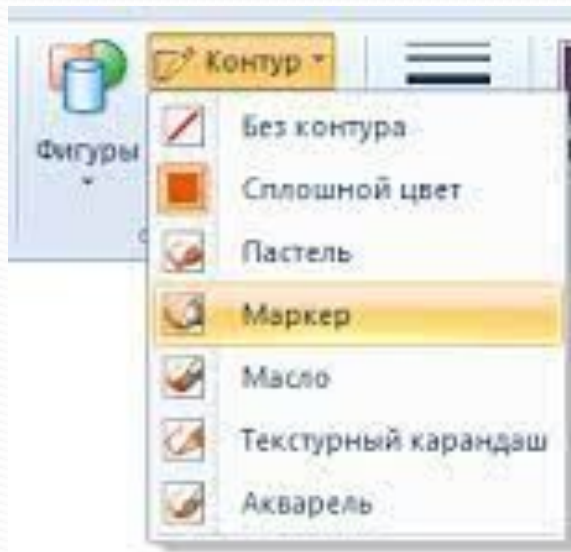 Контур
Фигуры
Без контура
Сплошной цвет
Пастель
Маркер
Масло
Текстурный карандаш
Акварель